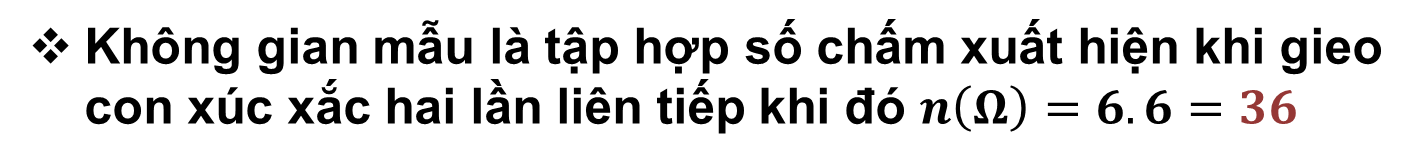 ❖ Không gian mẫu là tập hợp số chấm xuất hiện khi gieo
con xúc xắc hai lần liên tiếp khi đó n(Ω) = 6.6 = 36